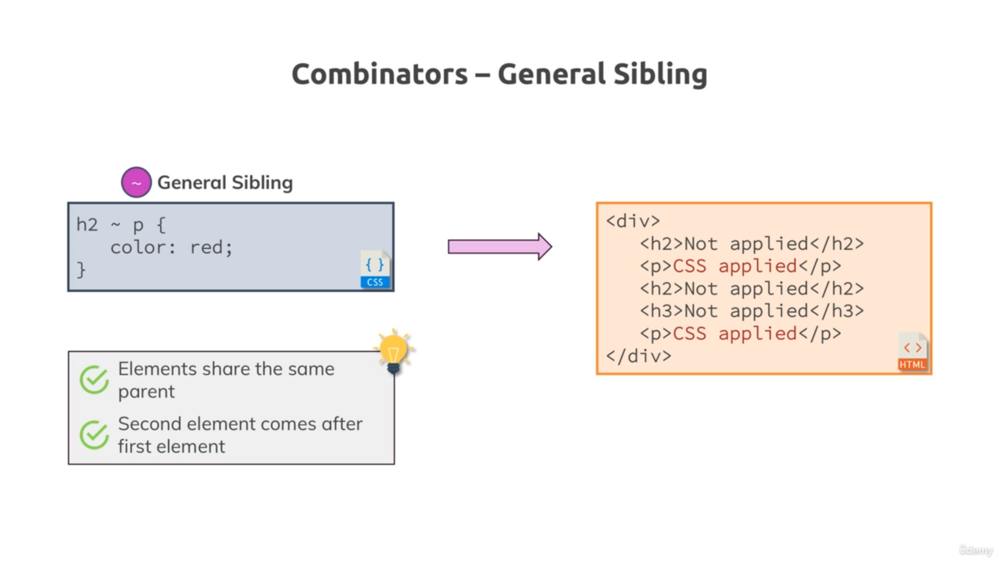 Combinators – General Sibling
~ General Sibling
h2 ~ p {
color: red;
}
{ }
CSS
Elements share the same
parent
Second element comes after
first element
<div>
<h2>Not applied</h2>
<p>CSS applied</p>
<h2>Not applied</h2>
<h3>Not applied</h3>
<p>CSS applied</p>
</div>
< >
HTML
ûdemy